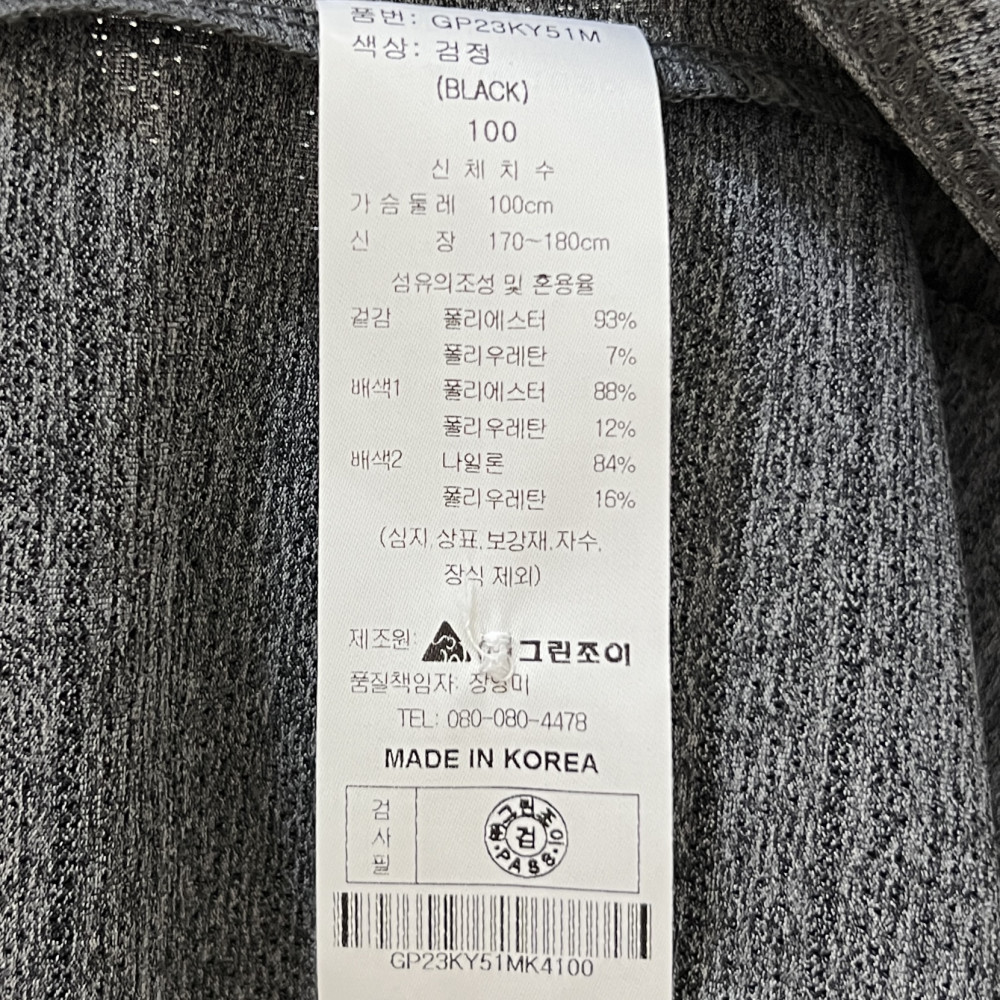 품번: GP23KY51M
색상: 검정
(BLACK)
100
신체치수
가슴둘레 100cm
신장 170~180cm
섬유의조성 및 혼용율
겉감 폴리에스터 93%
폴리우레탄 7%
배색1 폴리에스터 88%
폴리우레탄 12%
배색2 나일론 84%
폴리우레탄 16%
(심지,상표,보강재,자수,
장식 제외)
제조원: 그린조이
품질책임자:
TEL: 080-080-4478
MADE IN KOREA
검사필
그린조이
검
PASS
GP23KY51MK4100